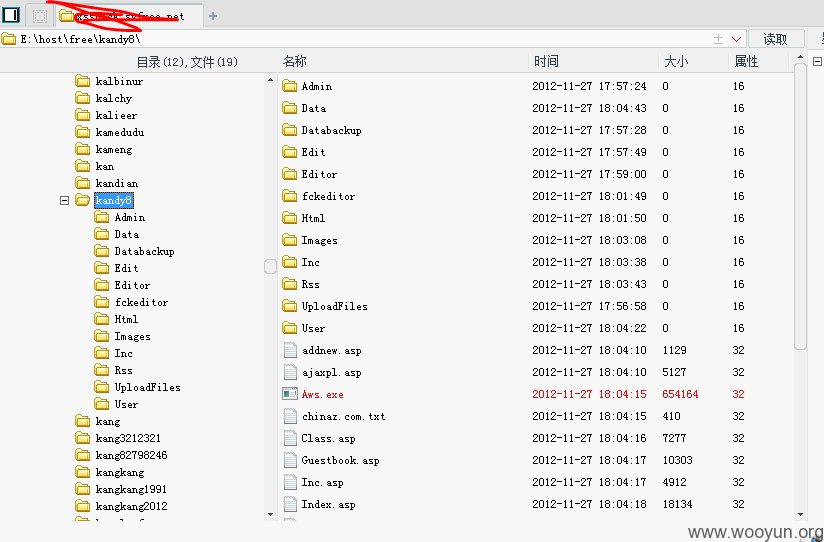 E:\host\free\kandy8\ 读取
目录(12),文件(19) 名称 时间 大小 属性
kalbinur
kalchy
kalieer
kamedudu
kameng
kan
kandian
kandy8
Admin
Data
Databackup
Edit
Editor
fckeditor
Html
Images
Inc
Rss
UploadFiles
User
kang
kang3212321
kang82798246
kangkang
kangkang1991
kangkang2012
Admin 2012-11-27 17:57:24 0 16
Data 2012-11-27 18:04:43 0 16
Databackup 2012-11-27 17:57:28 0 16
Edit 2012-11-27 17:57:49 0 16
Editor 2012-11-27 17:59:00 0 16
fckeditor 2012-11-27 18:01:49 0 16
Html 2012-11-27 18:01:50 0 16
Images 2012-11-27 18:03:08 0 16
Inc 2012-11-27 18:03:38 0 16
Rss 2012-11-27 18:03:43 0 16
UploadFiles 2012-11-27 17:56:58 0 16
User 2012-11-27 18:04:22 0 16
addnew.asp 2012-11-27 18:04:10 1129 32
ajaxpl.asp 2012-11-27 18:04:10 5127 32
Aws.exe 2012-11-27 18:04:15 654164 32
chinaz.com.txt 2012-11-27 18:04:15 410 32
Class.asp 2012-11-27 18:04:16 7277 32
Guestbook.asp 2012-11-27 18:04:17 10303 32
Inc.asp 2012-11-27 18:04:17 4912 32
Index.asp 2012-11-27 18:04:18 18134 32
www.wooyun.org